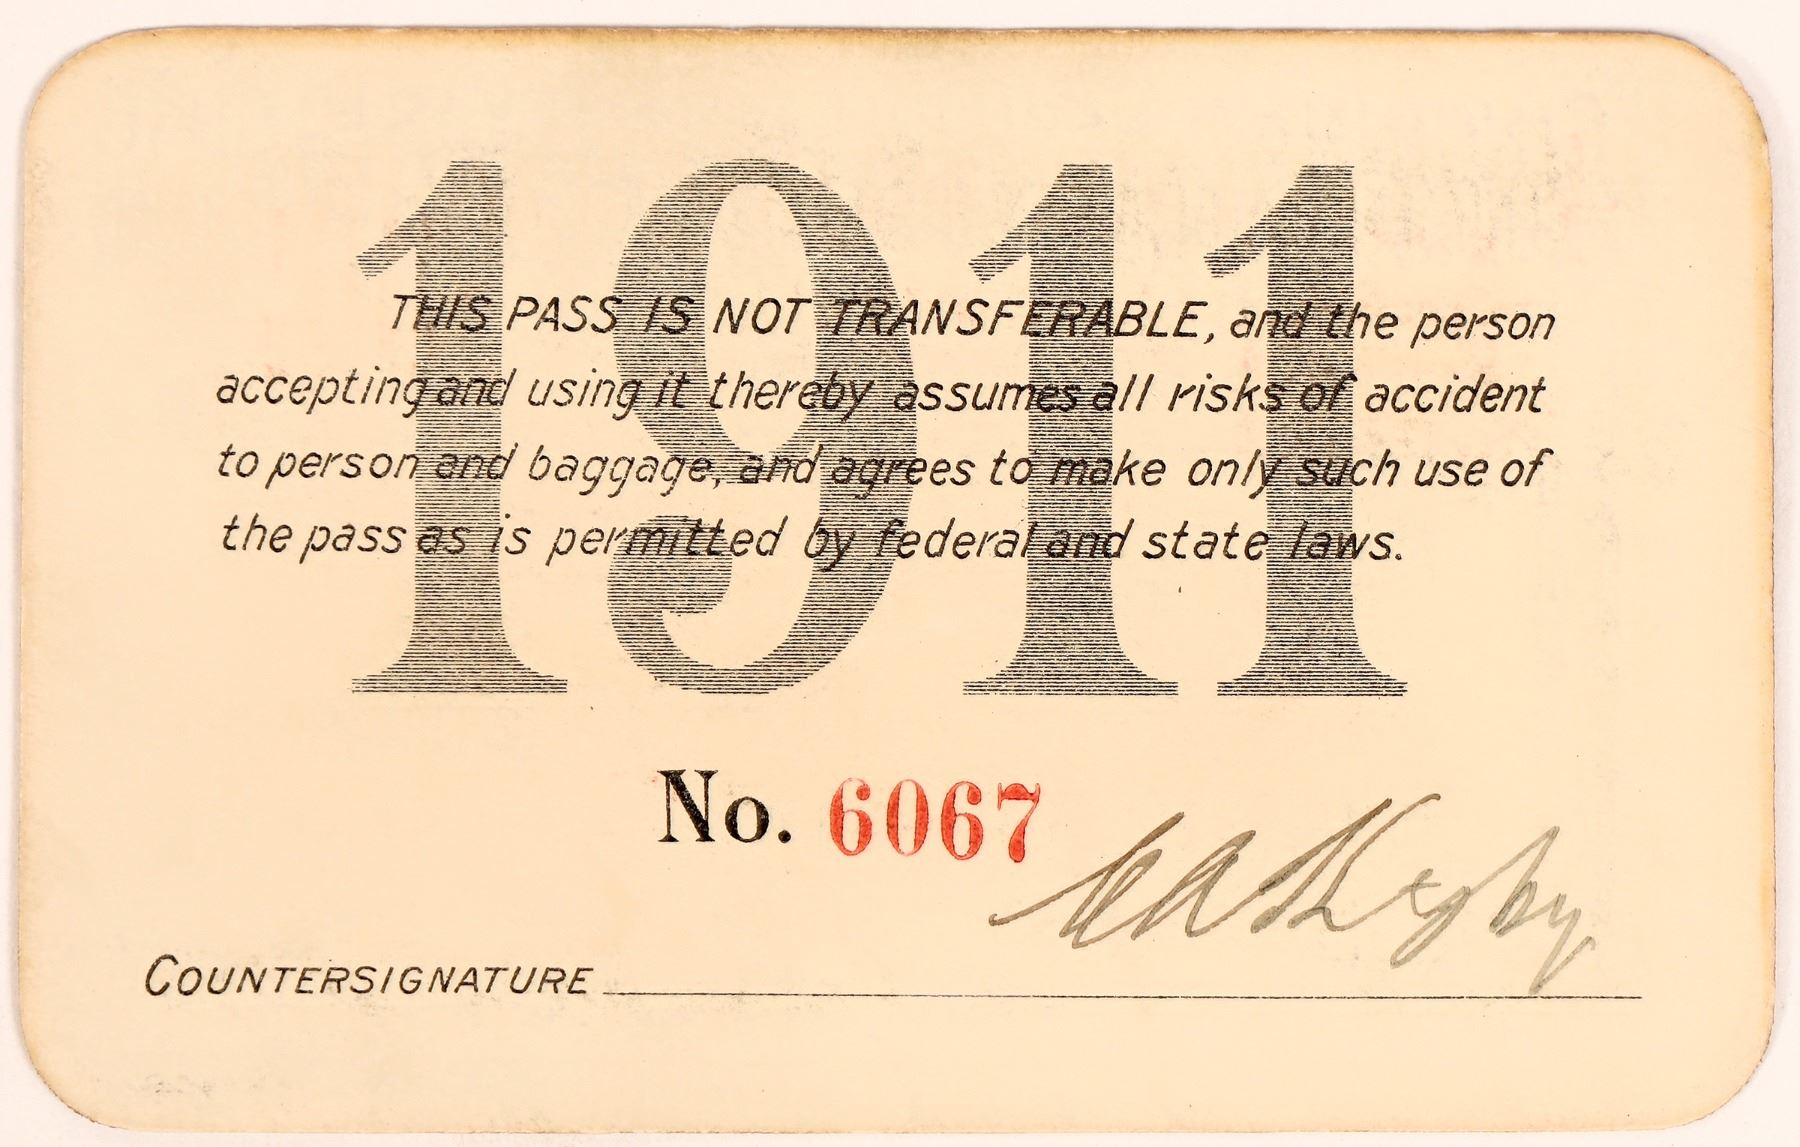 1911
THIS PASS IS NOT TRANSFERABLE, and the person
accepting and using it thereby assumes all risks of accident
to person and baggage, and agrees to make only such use of
the pass as is permitted by federal and state laws.
No. 6067
COUNTERSIGNATURE